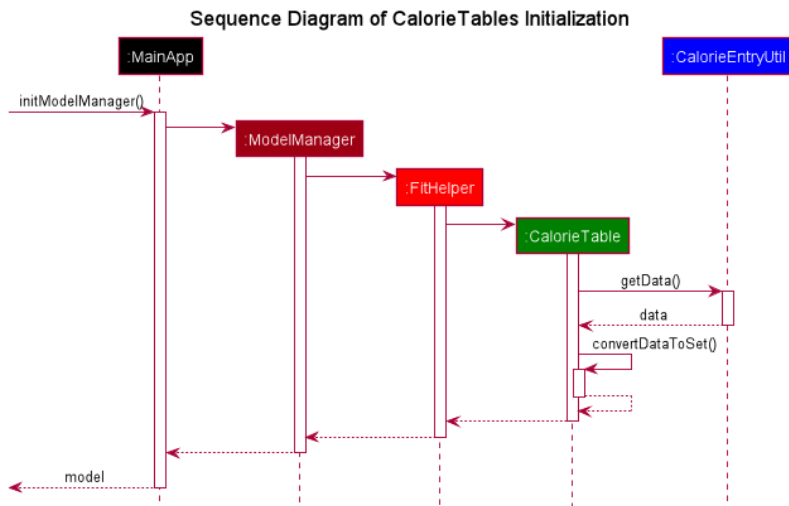 Sequence Diagram of CalorieTables Initialization
:MainApp
:CalorieEntryUtil
initModelManager()
:ModelManager
:FitHelper
:CalorieTable
getData()
data
convertDataToSet()
model